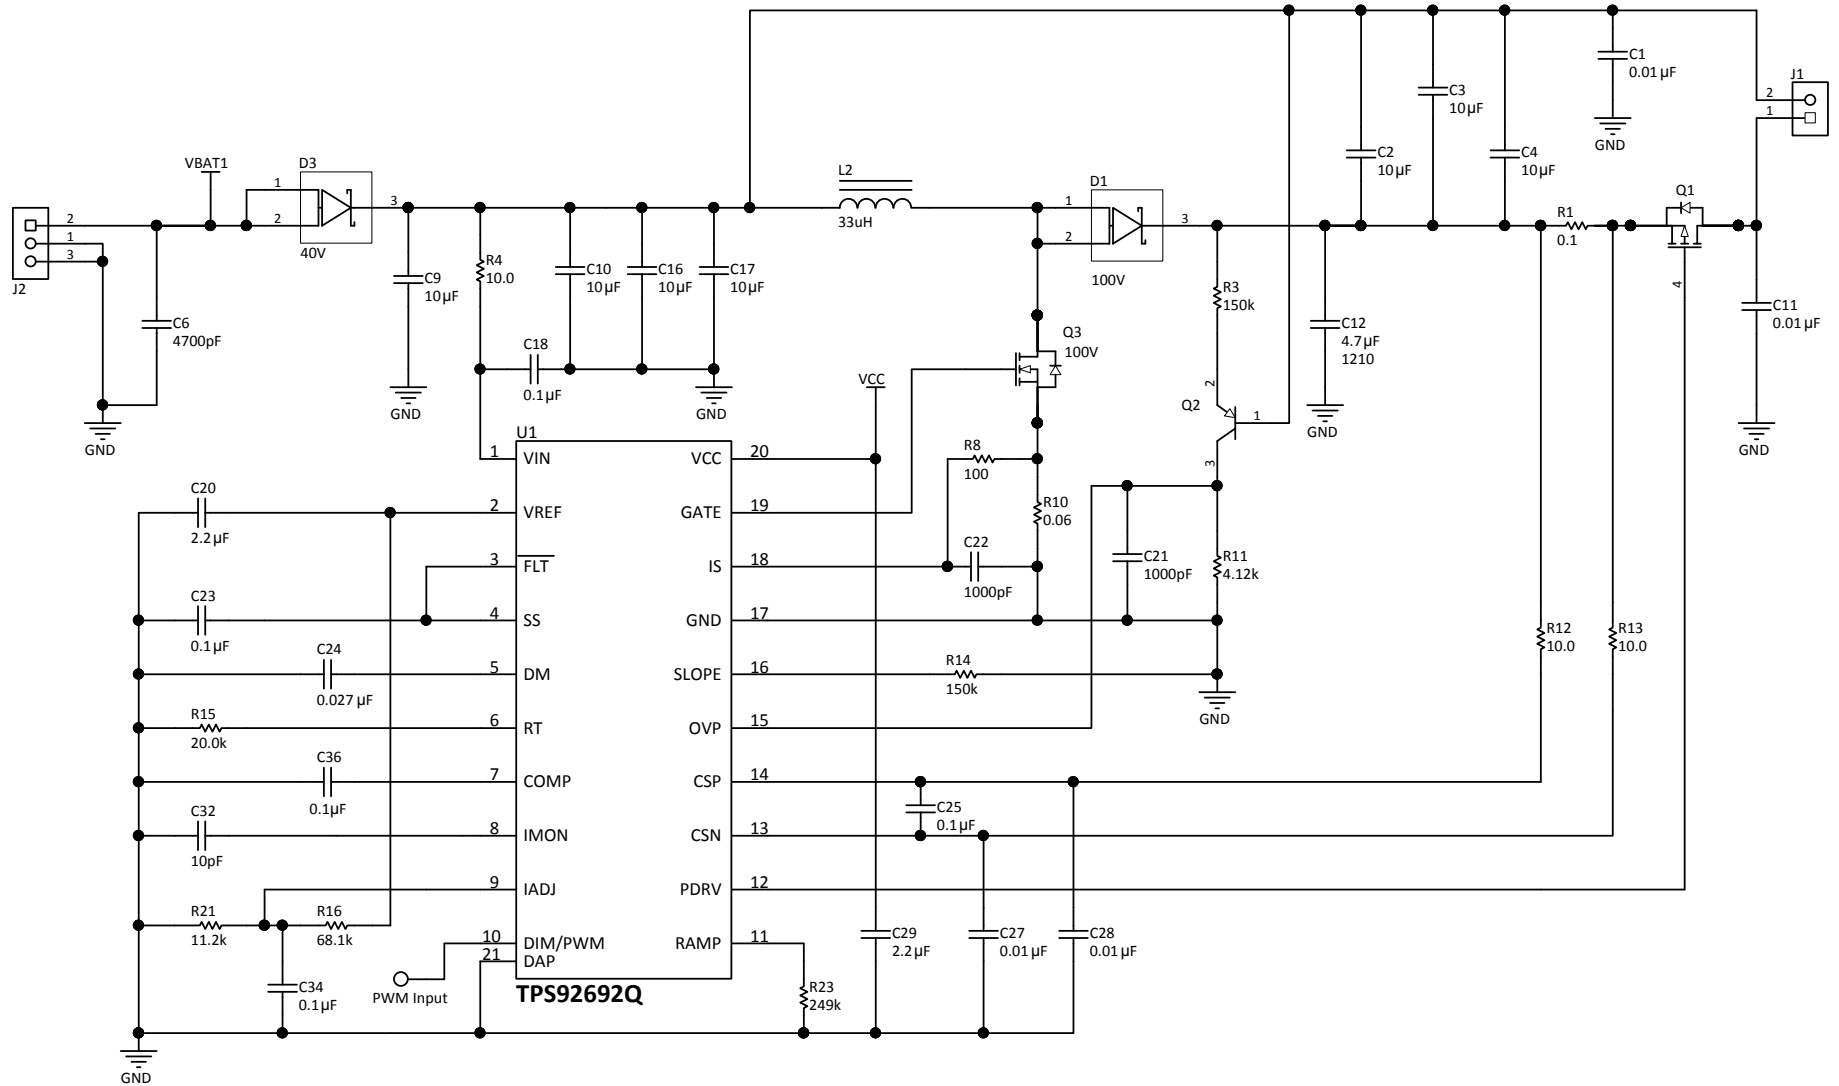 C1
0.01µF
GND
J1
2
1
C3
10µF
C2
10µF
C4
10µF
Q1
4
R1
0.1
VBAT1
D3
1
2
3
40V
J2
2
1
3
C6
4700pF
GND
C9
10µF
GND
R4
10.0
C10
10µF
C16
10µF
C17
10µF
C18
0.1µF
GND
L2
33uH
D1
1
2
3
100V
Q3
100V
R3
150k
C12
4.7µF
1210
GND
C11
0.01µF
GND
Q2
2
1
3
VCC
R8
100
R10
0.06
C22
1000pF
C21
1000pF
R11
4.12k
R14
150k
GND
R12
10.0
R13
10.0
U1
1 VIN
2 VREF
3 FLT
4 SS
5 DM
6 RT
7 COMP
8 IMON
9 IADJ
10 DIM/PWM
21 DAP
VCC 20
GATE 19
IS 18
GND 17
SLOPE 16
OVP 15
CSP 14
CSN 13
PDRV 12
RAMP 11
TPS92692Q
C20
2.2µF
C23
0.1µF
C24
0.027µF
R15
20.0k
C36
0.1µF
C32
10pF
R21
11.2k
R16
68.1k
C34
0.1µF
PWM Input
GND
C25
0.1µF
C29
2.2µF
C27
0.01µF
C28
0.01µF
R23
249k